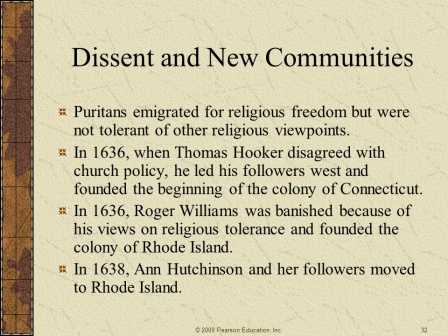 Dissent and New Communities
Puritans emigrated for religious freedom but were
not tolerant of other religious viewpoints.
In 1636, when Thomas Hooker disagreed with
church policy, he led his followers west and
founded the beginning of the colony of Connecticut.
In 1636, Roger Williams was banished because of
his views on religious tolerance and founded the
colony of Rhode Island.
In 1638, Ann Hutchinson and her followers moved
to Rhode Island.
© 2009 Pearson Education, Inc.
32